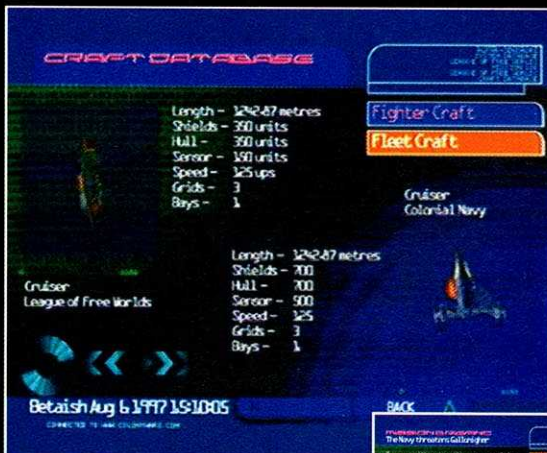 CRAFT DATABASE
Fighter Craft
Fleet Craft
Length - 1242.87 metres
Shields - 350 units
Hull - 350 units
Sensor - 150 units
Speed - 125 ups
Grids - 3
Bays - 1
Cruiser
League of Free Worlds
Cruiser
Colonial Navy
Length - 1242.87 metres
Shields - 700
Hull - 700
Sensor - 500
Speed - 125
Grids - 3
Bays - 1
Betaish Aug 6 1997 15:10:05
BACK
The Navy threatens Gallonigher